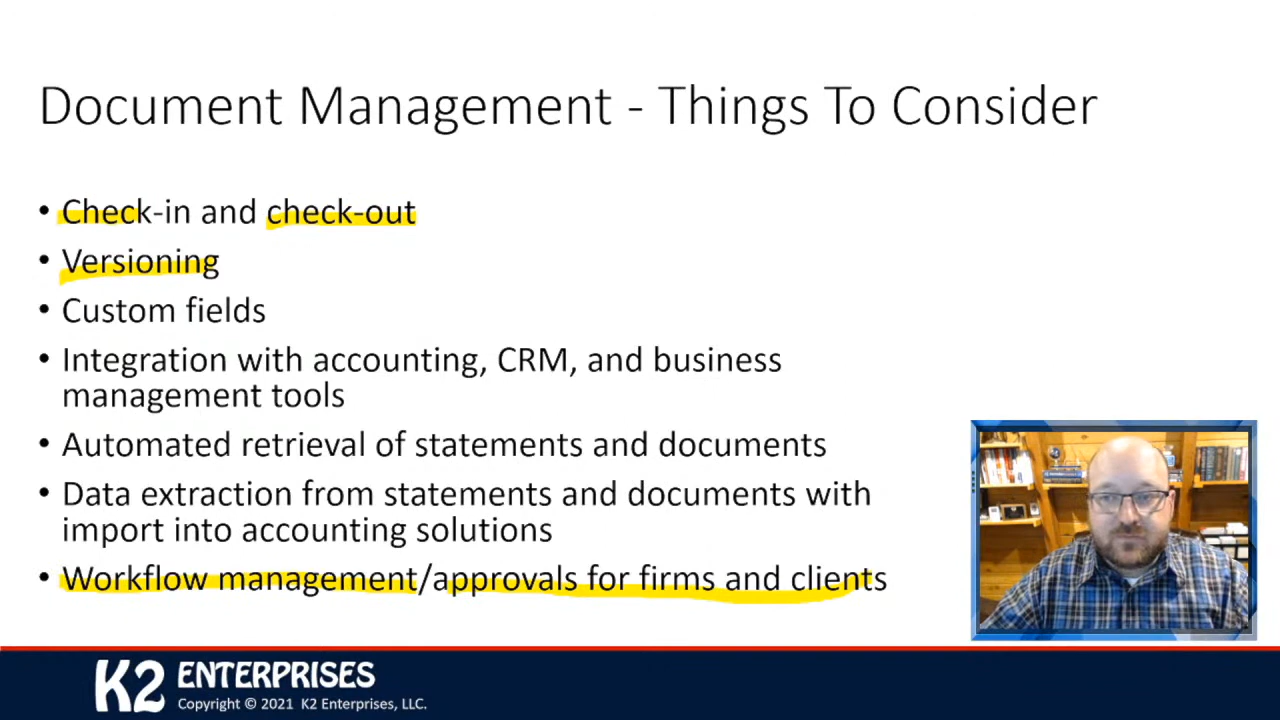 Document Management - Things To Consider
• Check-in and check-out
• Versioning
• Custom fields
• Integration with accounting, CRM, and business
management tools
• Automated retrieval of statements and documents
• Data extraction from statements and documents with
import into accounting solutions
• Workflow management/approvals for firms and clients
K2 ENTERPRISES
Copyright © 2021 K2 Enterprises, LLC.